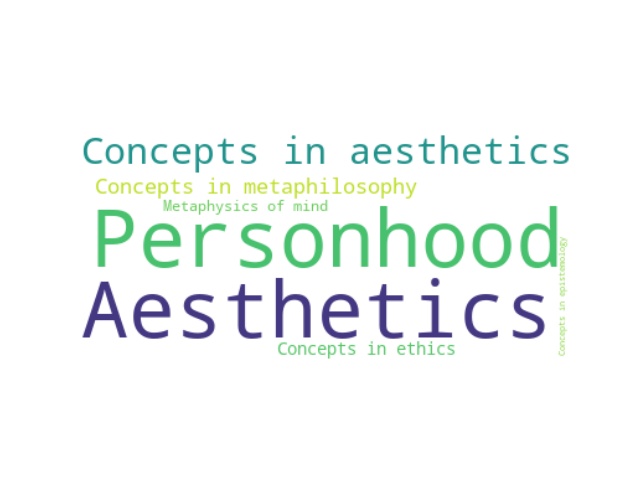 Concepts in aesthetics
Concepts in metaphilosophy
Metaphysics of mind
Personhood
Aesthetics
Concepts in ethics
Concepts in epistemology